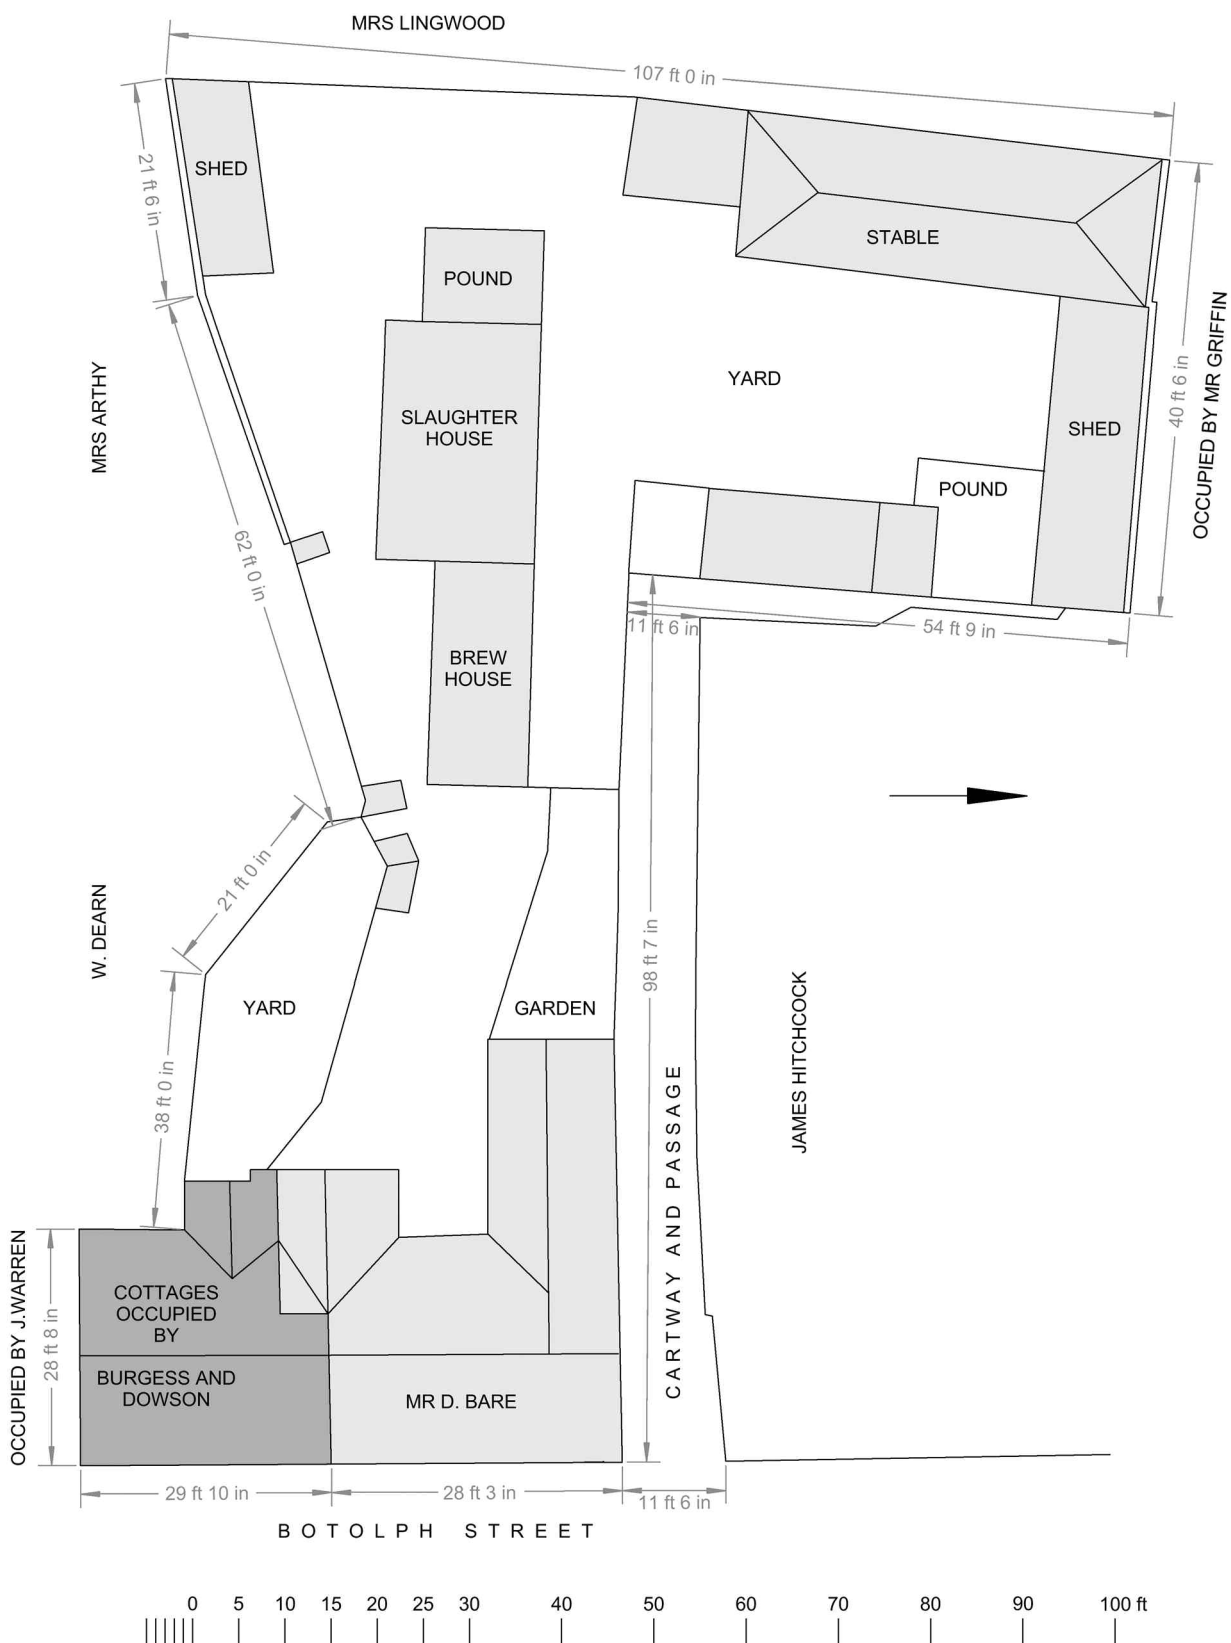 MRS LINGWOOD
107 ft 0 in
SHED
21 ft 6 in
STABLE
POUND
YARD
SLAUGHTER
HOUSE
SHED
POUND
40 ft 6 in
OCCUPIED BY MR GRIFFIN
MRS ARTHY
62 ft 0 in
11 ft 6 in
54 ft 9 in
BREW
HOUSE
21 ft 0 in
W. DEARN
98 ft 7 in
YARD
GARDEN
JAMES HITCHCOCK
38 ft 0 in
CARTWAY AND PASSAGE
OCCUPIED BY J.WARREN
28 ft 8 in
COTTAGES
OCCUPIED
BY
BURGESS AND
DOWSON
MR D. BARE
29 ft 10 in
28 ft 3 in
11 ft 6 in
BOTOLPH STREET
0 5 10 15 20 25 30 40 50 60 70 80 90 100 ft